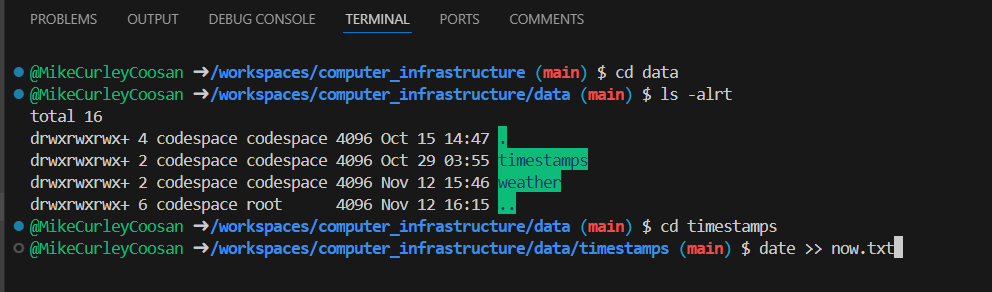 PROBLEMS OUTPUT DEBUG CONSOLE TERMINAL PORTS COMMENTS
@MikeCurleyCoosan ➜/workspaces/computer_infrastructure (main) $ cd data
@MikeCurleyCoosan ➜/workspaces/computer_infrastructure/data (main) $ ls -alrt
total 16
drwxrwxrwx+ 4 codespace codespace 4096 Oct 15 14:47 .
drwxrwxrwx+ 2 codespace codespace 4096 Oct 29 03:55 timestamps
drwxrwxrwx+ 2 codespace codespace 4096 Nov 12 15:46 weather
drwxrwxrwx+ 6 codespace root      4096 Nov 12 16:15 ..
@MikeCurleyCoosan ➜/workspaces/computer_infrastructure/data (main) $ cd timestamps
@MikeCurleyCoosan ➜/workspaces/computer_infrastructure/data/timestamps (main) $ date >> now.txt